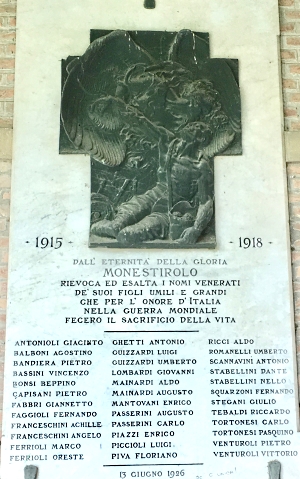 - 1915 -
- 1918 -
DALL' ETERNITÀ DELLA GLORIA
MONESTIROLO
RIEVOCA ED ESALTA I NOMI VENERATI
DE' SUOI FIGLI UMILI E GRANDI
CHE PER L' ONORE D'ITALIA
NELLA GUERRA MONDIALE
FECERO IL SACRIFICIO DELLA VITA
ANTONIOLI GIACINTO
BALBONI AGOSTINO
BANDIERA PIETRO
BASSINI VINCENZO
BONSI BEPPINO
CAPISANI PIETRO
FABBRI GIANNETTO
FAGGIOLI FERNANDO
FRANCESCHINI ACHILLE
FRANCESCHINI ANGELO
FERRIOLI MARCO
FERRIOLI ORESTE
GHETTI ANTONIO
GUIZZARDI LUIGI
GUIZZARDI UMBERTO
LOMBARDI GIOVANNI
MAINARDI ALDO
MAINARDI AUGUSTO
MANTOVANI ENRICO
PASSERINI AUGUSTO
PASSERINI CARLO
PIAZZI ENRICO
PICCIOLI LUIGI
PIVA FLORIANO
RICCI ALDO
ROMANELLI UMBERTO
SCANNAVINI ANTONIO
STABELLINI DANTE
STABELLINI NELLO
SQUARZONI FERNANDO
STEGANI GIULIO
TEBALDI RICCARDO
TORTONESI CARLO
TORTONESI PASQUINO
VENTUROLI PIETRO
VENTUROLI VITTORIO
13 GIUGNO 1926